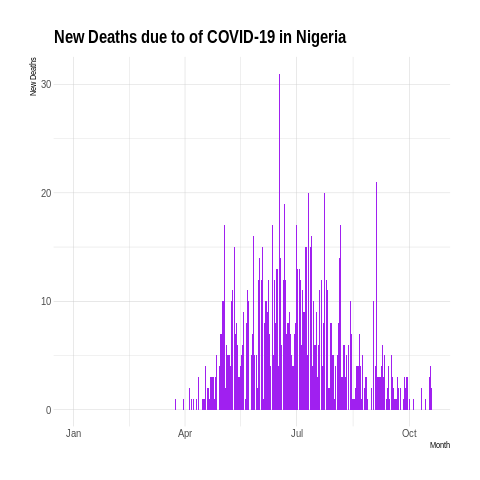 New Deaths due to of COVID-19 in Nigeria
New Deaths
30
20
10
0
Jan Apr Jul Oct
Month